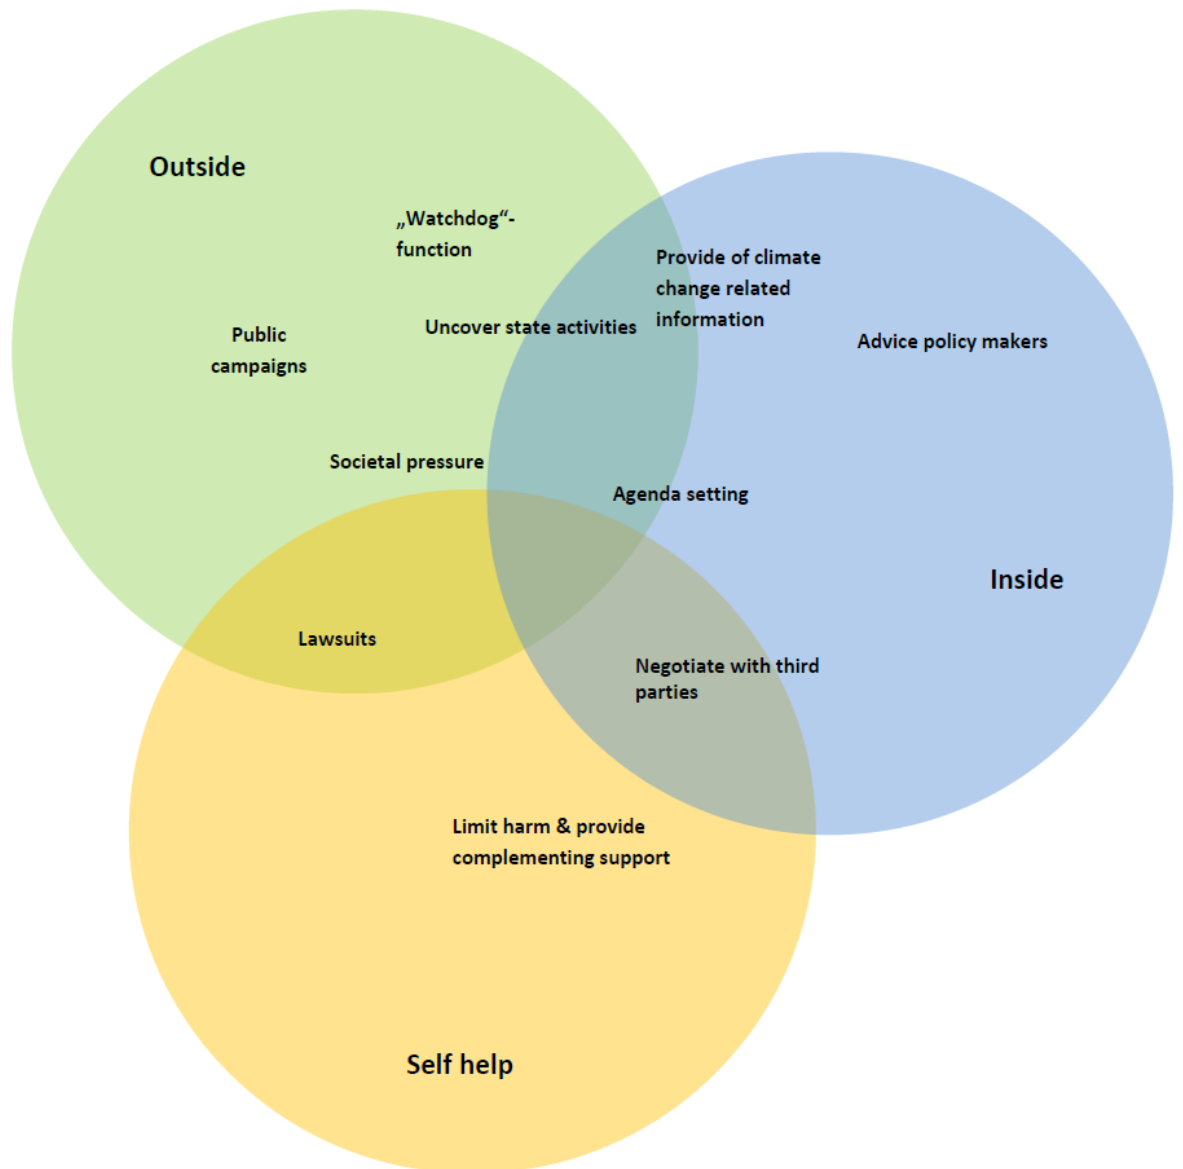 Outside
„Watchdog“-
function
Provide of climate
change related
information
Uncover state activities
Public
campaigns
Advice policy makers
Societal pressure
Agenda setting
Inside
Lawsuits
Negotiate with third
parties
Limit harm & provide
complementing support
Self help